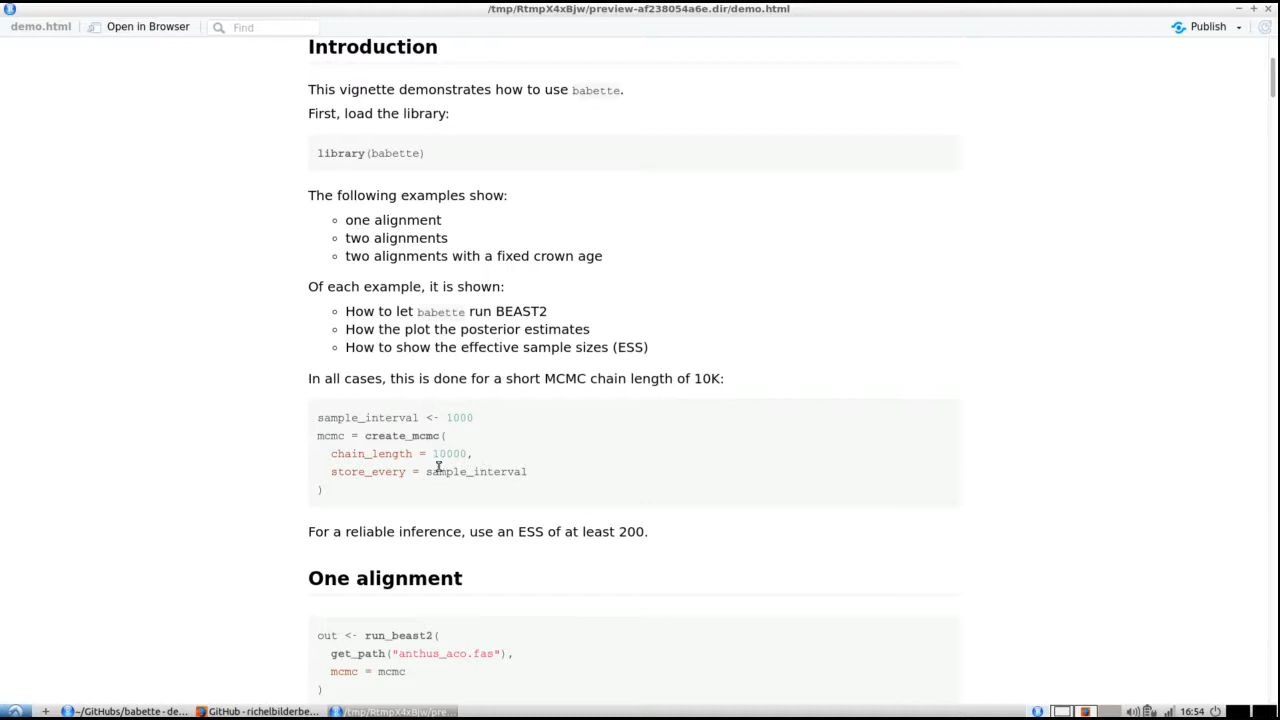 /tmp/RtmpX4xBjw/preview-af238054a6e.dir/demo.html
demo.html Open in Browser Find Publish
Introduction
This vignette demonstrates how to use babette.
First, load the library:
library(babette)
The following examples show:
one alignment
two alignments
two alignments with a fixed crown age
Of each example, it is shown:
How to let babette run BEAST2
How the plot the posterior estimates
How to show the effective sample sizes (ESS)
In all cases, this is done for a short MCMC chain length of 10K:
sample_interval <- 1000
mcmc = create_mcmc(
chain_length = 10000,
store_every = sample_interval
)
For a reliable inference, use an ESS of at least 200.
One alignment
out <- run_beast2(
get_path("anthus_aco.fas"),
mcmc = mcmc
)
~/GitHubs/babette - de... GitHub - richelbilderbe... /tmp/RtmpX4xBjw/pre... 16:54